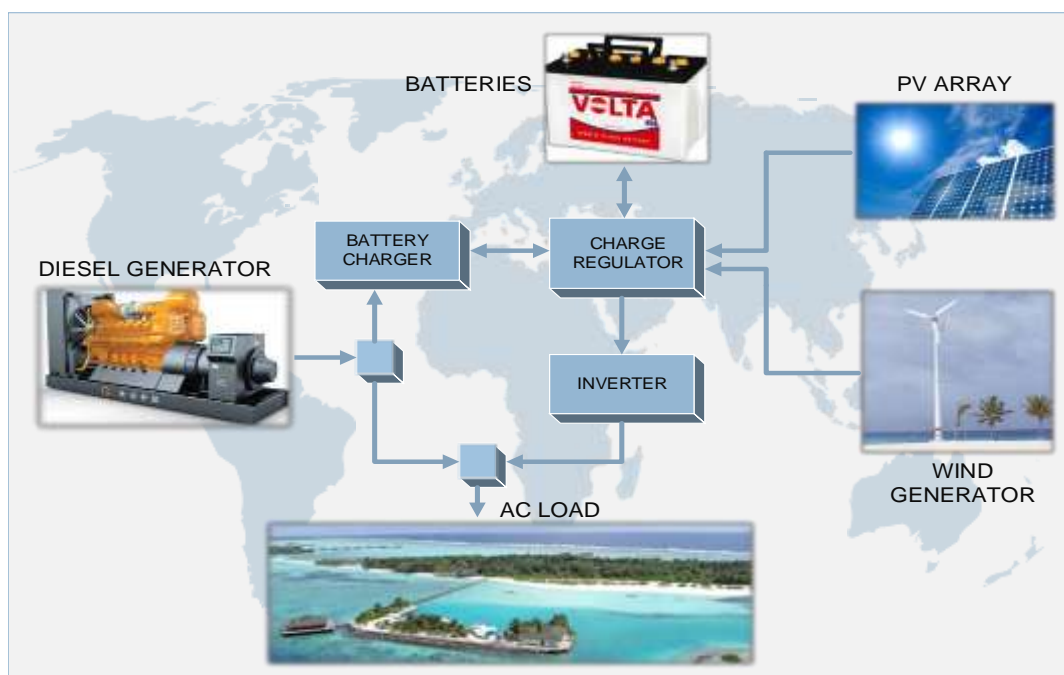 BATTERIES
VOLTA
PV ARRAY
BATTERY
CHARGER
CHARGE
REGULATOR
DIESEL GENERATOR
INVERTER
WIND
GENERATOR
AC LOAD